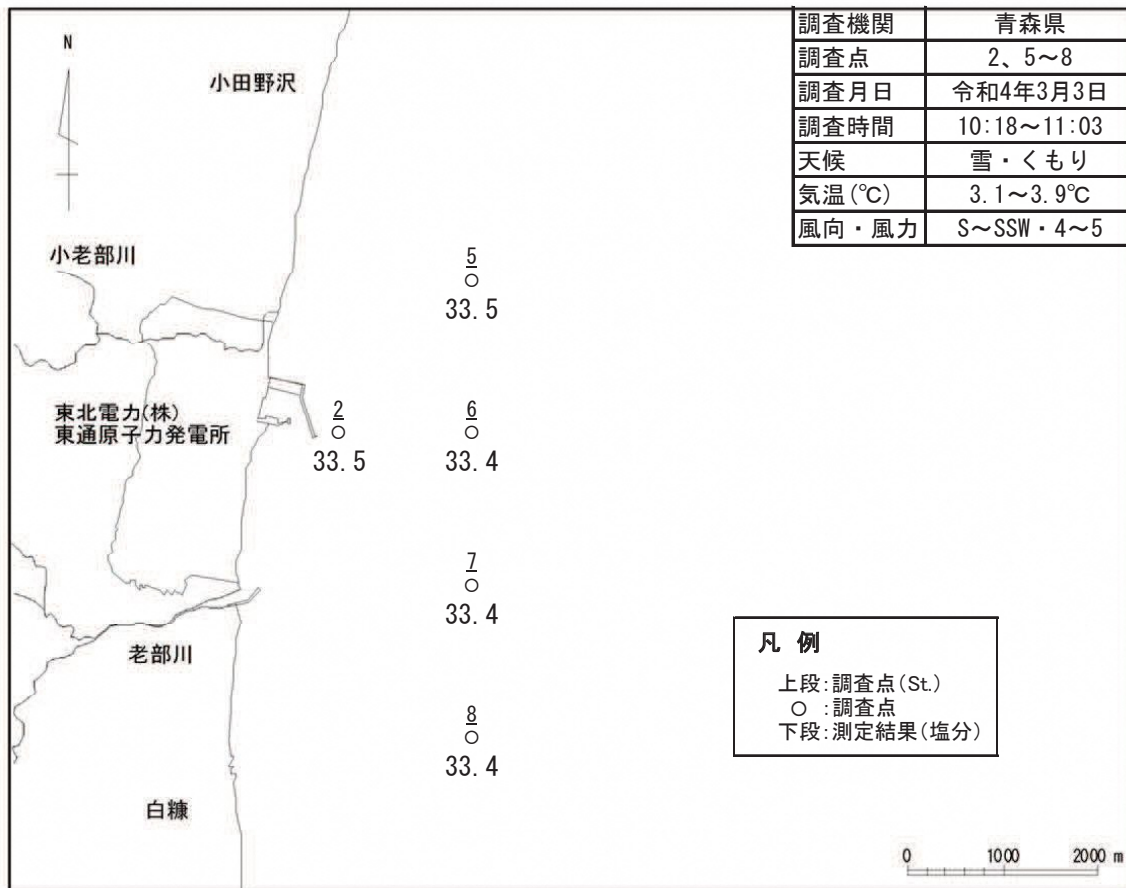 調査機関 青森県
調査点 2、5～8
調査月日 令和4年3月3日
調査時間 10:18～11:03
天候 雪・くもり
気温(℃) 3.1～3.9℃
風向・風力 S～SSW・4～5
N
小田野沢
小老部川
5
33.5
東北電力(株)
東通原子力発電所
2
33.5
6
33.4
7
33.4
老部川
8
33.4
白糠
凡 例
上段:調査点(St.)
○ :調査点
下段:測定結果(塩分)
0 1000 2000 m